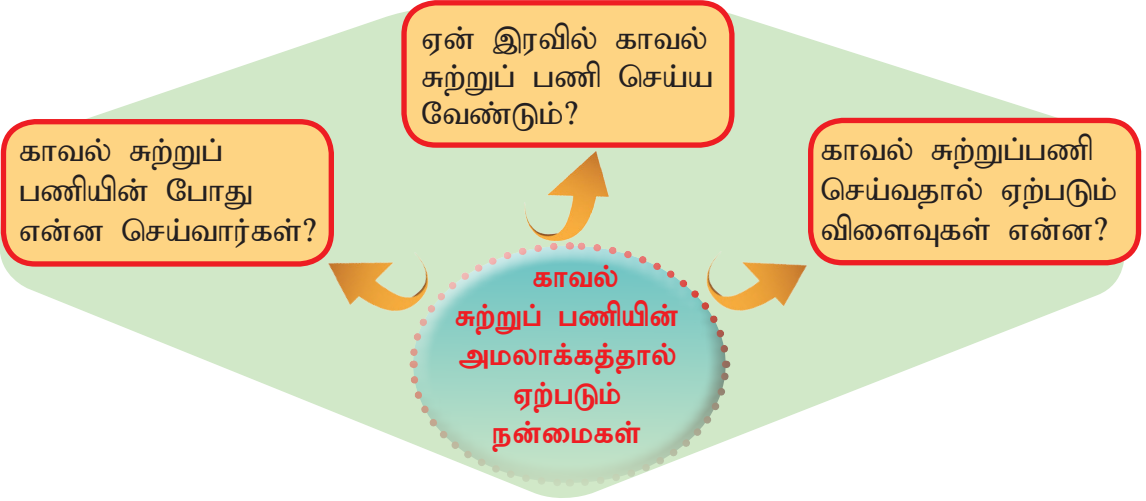 ஏன் இரவில் காவல்
சுற்றுப் பணி செய்ய
வேண்டும்?
காவல் சுற்றுப்
பணியின் போது
என்ன செய்வார்கள்?
காவல் சுற்றுப்பணி
செய்வதால் ஏற்படும்
விளைவுகள் என்ன?
காவல்
சுற்றுப் பணியின்
அமலாக்கத்தால்
ஏற்படும்
நன்மைகள்